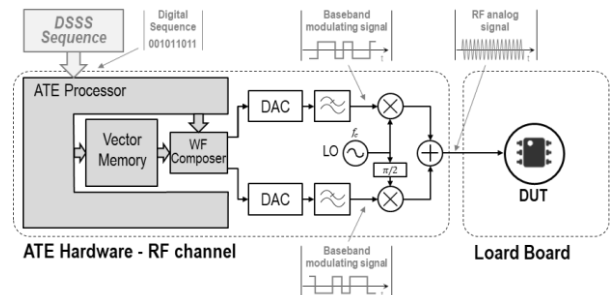 DSSS
Sequence
Digital
Sequence
001011011
Baseband
modulating signal
t
RF analog
signal
t
ATE Processor
Vector
Memory
WF
Composer
DAC
LO
π/2
DAC
DUT
Baseband
modulating signal
t
ATE Hardware - RF channel
Loard Board